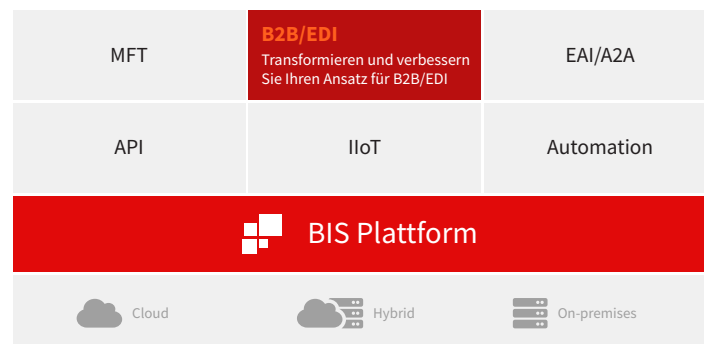 MFT
B2B/EDI
Transformieren und verbessern
Sie Ihren Ansatz für B2B/EDI
EAI/A2A
API
IIoT
Automation
BIS Plattform
Cloud
Hybrid
On-premises